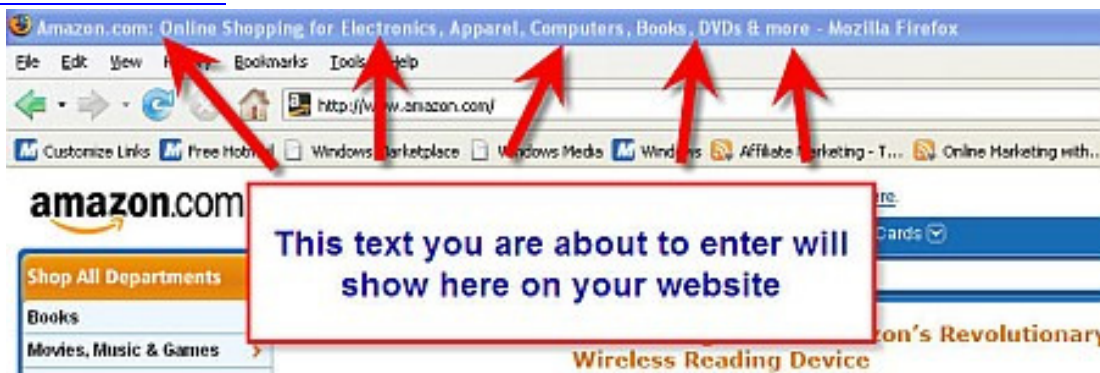 Amazon.com: Online Shopping for Electronics, Apparel, Computers, Books, DVDs & more - Mozilla Firefox
File Edit View Bookmarks Tools Help
http://www.amazon.com/
Customize Links Free Windows Marketplace Windows Media Affiliate Marketing - T... Online Marketing with...
amazon.com
Cards
This text you are about to enter will
show here on your website
Shop All Departments
Books
Movies, Music & Games
Revolutionary
Wireless Reading Device